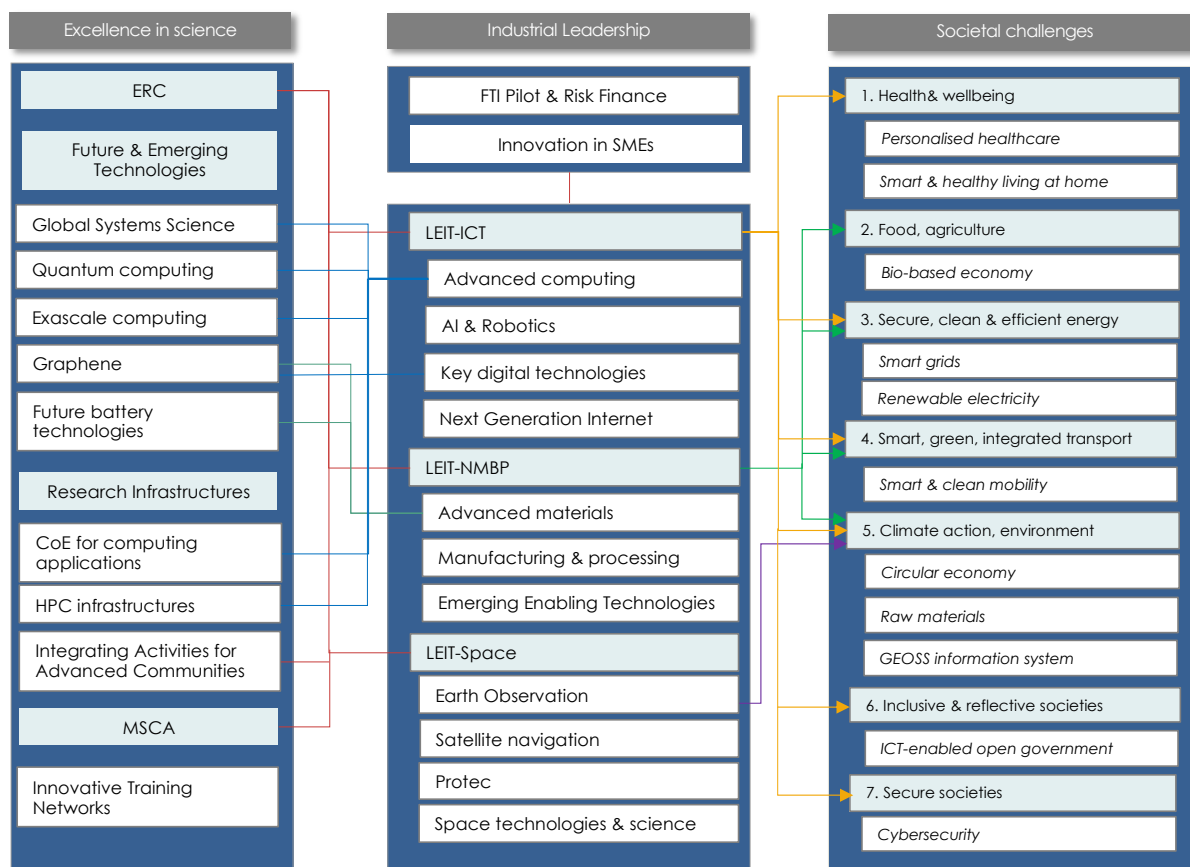 Excellence in science
ERC
Future & Emerging
Technologies
Global Systems Science
Quantum computing
Exascale computing
Graphene
Future battery
technologies
Research Infrastructures
CoE for computing
applications
HPC infrastructures
Integrating Activities for
Advanced Communities
MSCA
Innovative Training
Networks
Industrial Leadership
FTI Pilot & Risk Finance
Innovation in SMEs
LEIT-ICT
Advanced computing
AI & Robotics
Key digital technologies
Next Generation Internet
LEIT-NMBP
Advanced materials
Manufacturing & processing
Emerging Enabling Technologies
LEIT-Space
Earth Observation
Satellite navigation
Protec
Space technologies & science
Societal challenges
1. Health& wellbeing
Personalised healthcare
Smart & healthy living at home
2. Food, agriculture
Bio-based economy
3. Secure, clean & efficient energy
Smart grids
Renewable electricity
4. Smart, green, integrated transport
Smart & clean mobility
5. Climate action, environment
Circular economy
Raw materials
GEOSS information system
6. Inclusive & reflective societies
ICT-enabled open government
7. Secure societies
Cybersecurity